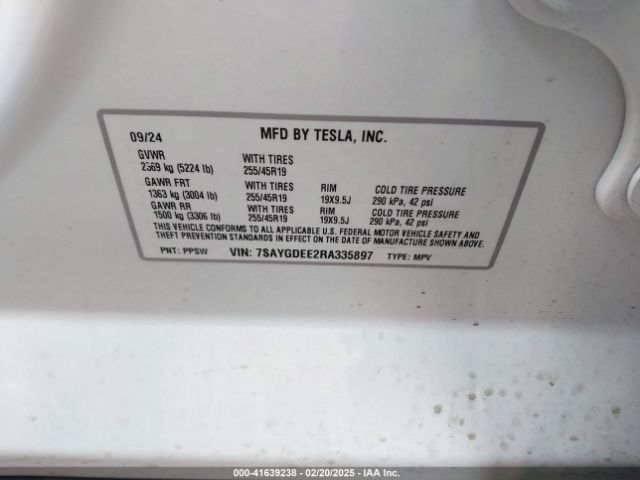 09/24 MFD BY TESLA, INC.
GVWR WITH TIRES
2369 kg (5224 lb) 255/45R19
GAWR FRT WITH TIRES RIM COLD TIRE PRESSURE
1363 kg (3004 lb) 255/45R19 19X9.5J 290 kPa, 42 psi
GAWR RR WITH TIRES RIM COLD TIRE PRESSURE
1500 kg (3306 lb) 255/45R19 19X9.5J 290 kPa, 42 psi
THIS VEHICLE CONFORMS TO ALL APPLICABLE U.S. FEDERAL MOTOR VEHICLE SAFETY AND
THEFT PREVENTION STANDARDS IN EFFECT ON THE DATE OF MANUFACTURE SHOWN ABOVE.
PNT: PPSW VIN: 7SAYGDEE2RA335897 TYPE: MPV
000-41639238 - 02/20/2025 - IAA Inc.